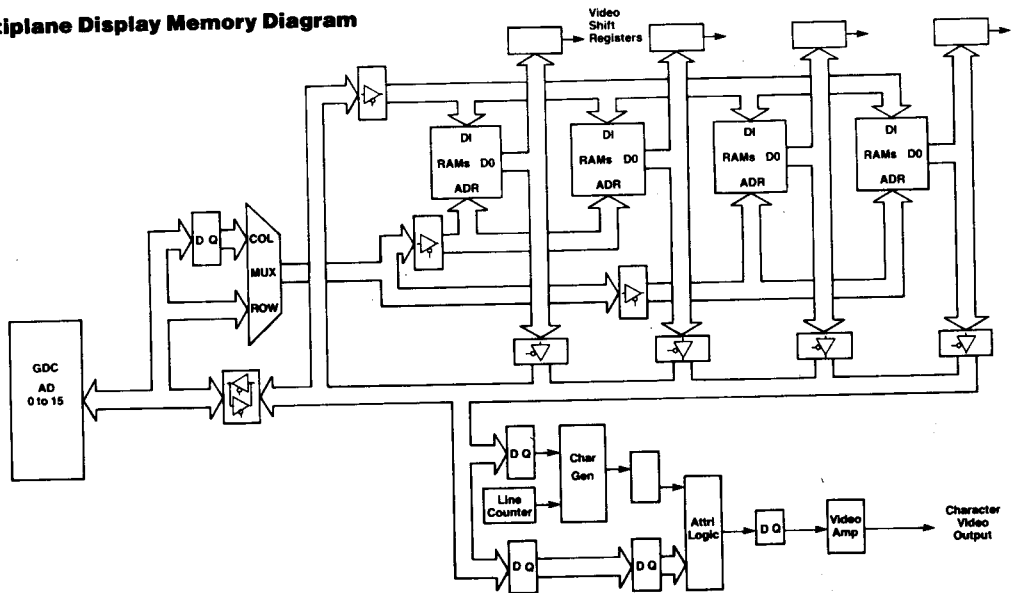 tiplane Display Memory Diagram
Video
Shift
Registers
DI
RAMs D0
ADR
DI
RAMs D0
ADR
DI
RAMs D0
ADR
DI
RAMs D0
ADR
D Q
COL
MUX
ROW
GDC
AD
0 to 15
D Q
Char
Gen
Line
Counter
Attri
Logic
D Q
Video
Amp
Character
Video
Output
D Q
D Q